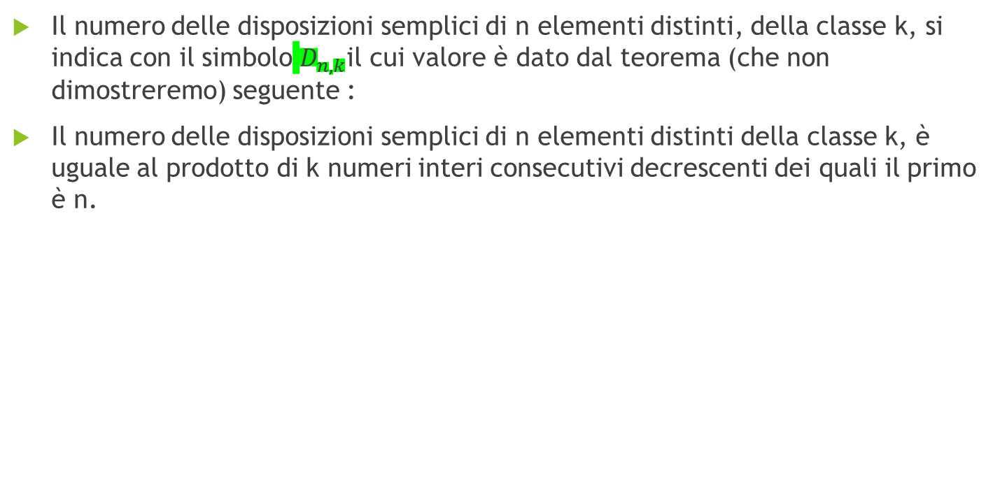 Il numero delle disposizioni semplici di n elementi distinti, della classe k, si
indica con il simbolo D_{n,k} il cui valore è dato dal teorema (che non
dimostreremo) seguente :
Il numero delle disposizioni semplici di n elementi distinti della classe k, è
uguale al prodotto di k numeri interi consecutivi decrescenti dei quali il primo
è n.